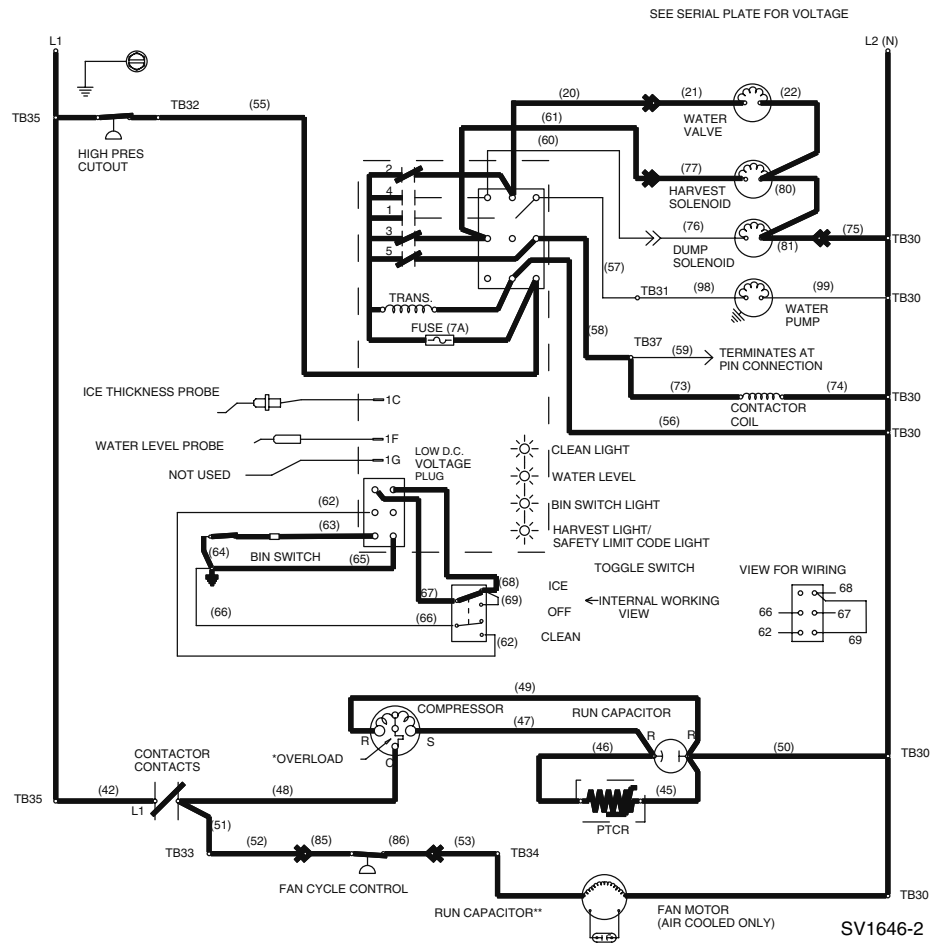 SEE SERIAL PLATE FOR VOLTAGE
L1
L2 (N)
TB35
TB32
(55)
HIGH PRES
CUTOUT
(20)
(21)
(22)
WATER
VALVE
(61)
(60)
(77)
(80)
HARVEST
SOLENOID
(76)
(81)
(75)
TB30
DUMP
SOLENOID
2
4
1
3
5
(57)
TB31
(98)
(99)
TB30
WATER
PUMP
TRANS.
FUSE (7A)
(58)
TB37
(59)
TERMINATES AT
PIN CONNECTION
(73)
(74)
TB30
CONTACTOR
COIL
(56)
TB30
ICE THICKNESS PROBE
1C
WATER LEVEL PROBE
1F
NOT USED
1G
LOW D.C.
VOLTAGE
PLUG
CLEAN LIGHT
WATER LEVEL
BIN SWITCH LIGHT
HARVEST LIGHT/
SAFETY LIMIT CODE LIGHT
(62)
(63)
(64)
BIN SWITCH
(65)
(66)
(67)
(66)
(68)
(69)
(62)
TOGGLE SWITCH
ICE
OFF
CLEAN
INTERNAL WORKING
VIEW
VIEW FOR WIRING
68
66
67
62
69
(49)
COMPRESSOR
(47)
RUN CAPACITOR
R
S
C
*OVERLOAD
R
R
(46)
(50)
TB30
(45)
PTCR
CONTACTOR
CONTACTS
TB35
(42)
L1
(48)
(51)
TB33
(52)
(85)
(86)
(53)
TB34
FAN CYCLE CONTROL
TB30
RUN CAPACITOR**
FAN MOTOR
(AIR COOLED ONLY)
SV1646-2